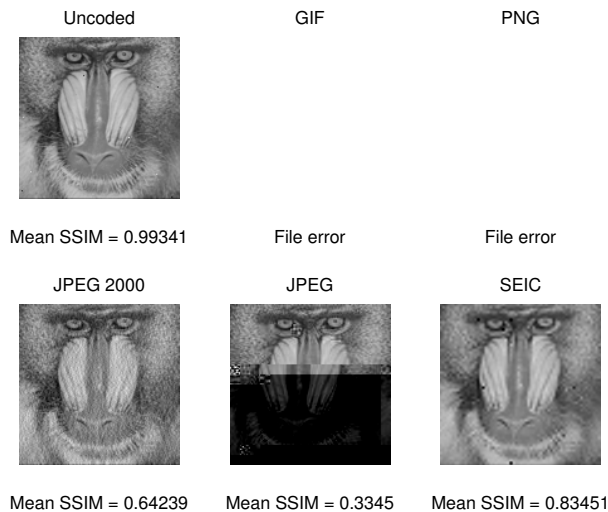 Uncoded GIF PNG
Mean SSIM = 0.99341 File error File error
JPEG 2000 JPEG SEIC
Mean SSIM = 0.64239 Mean SSIM = 0.3345 Mean SSIM = 0.83451